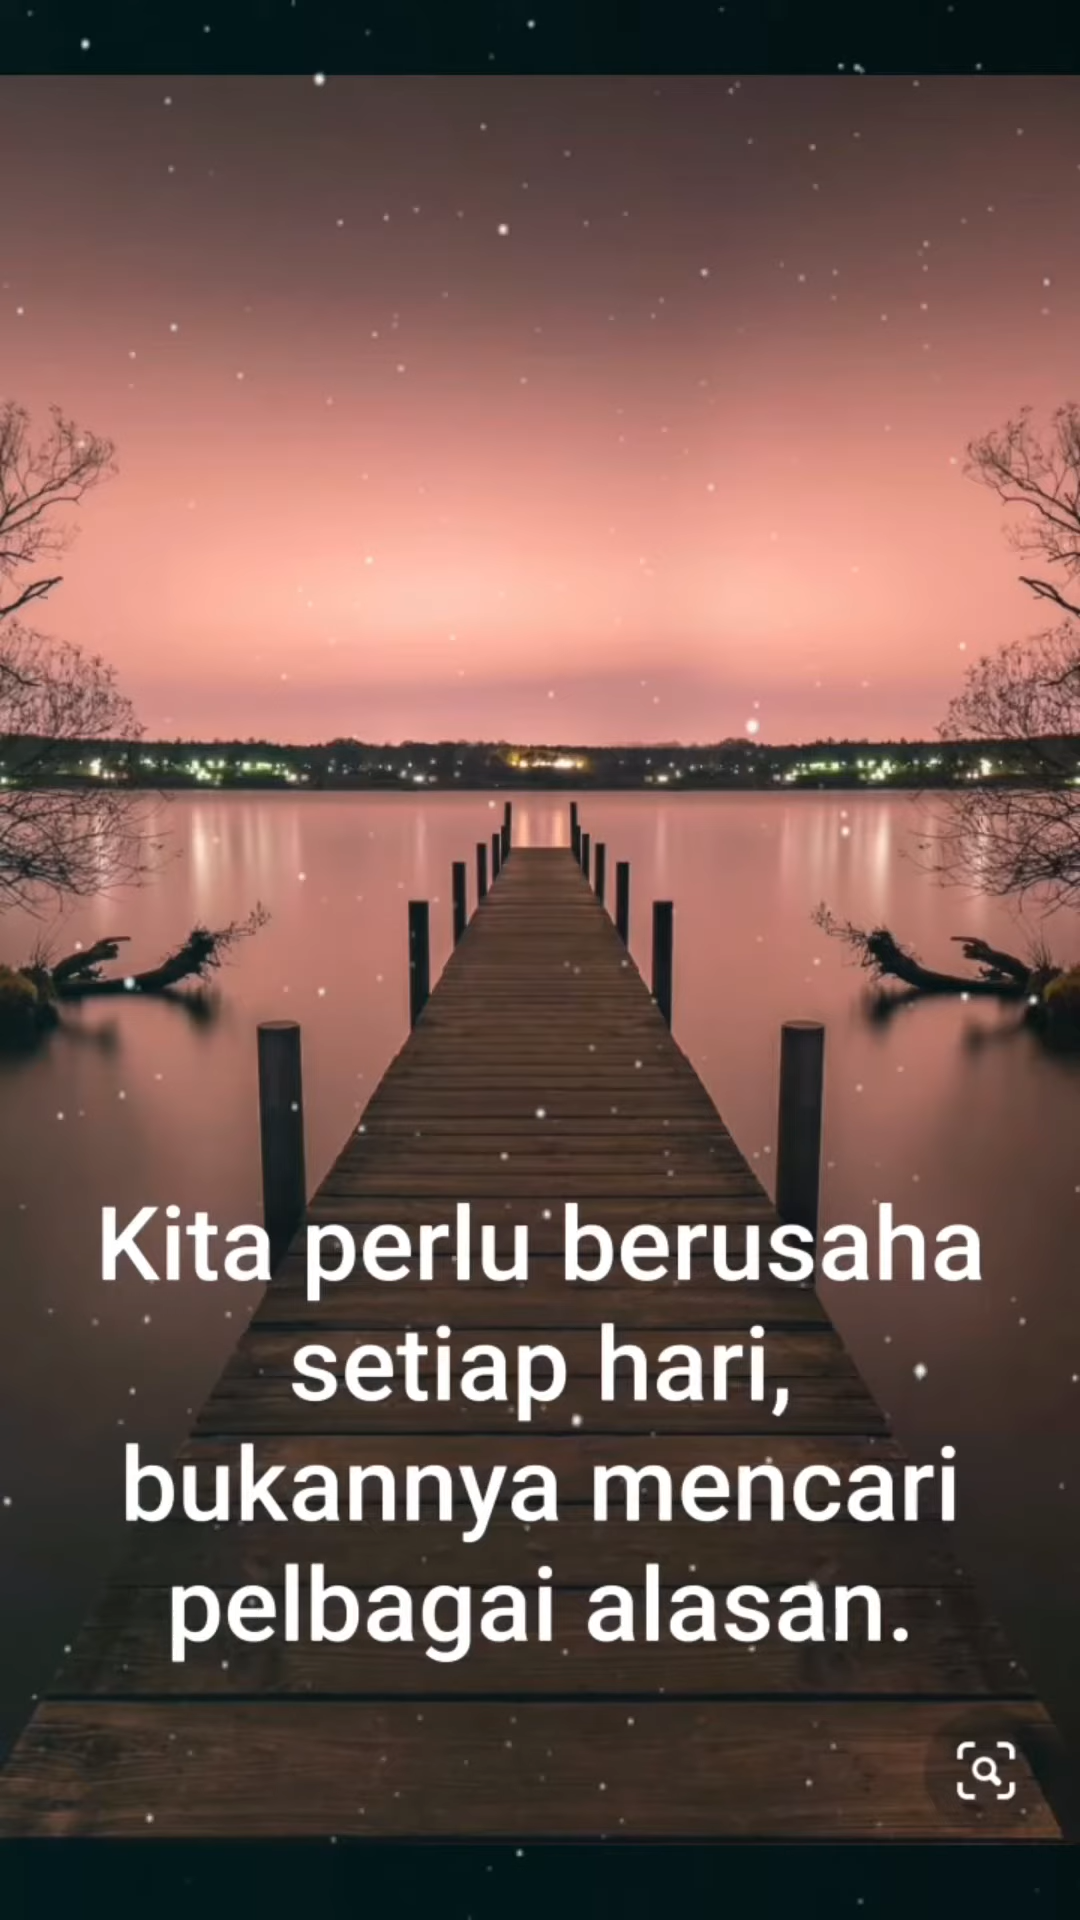 Kita perlu berusaha
setiap hari,
bukannya mencari
pelbagai alasan.